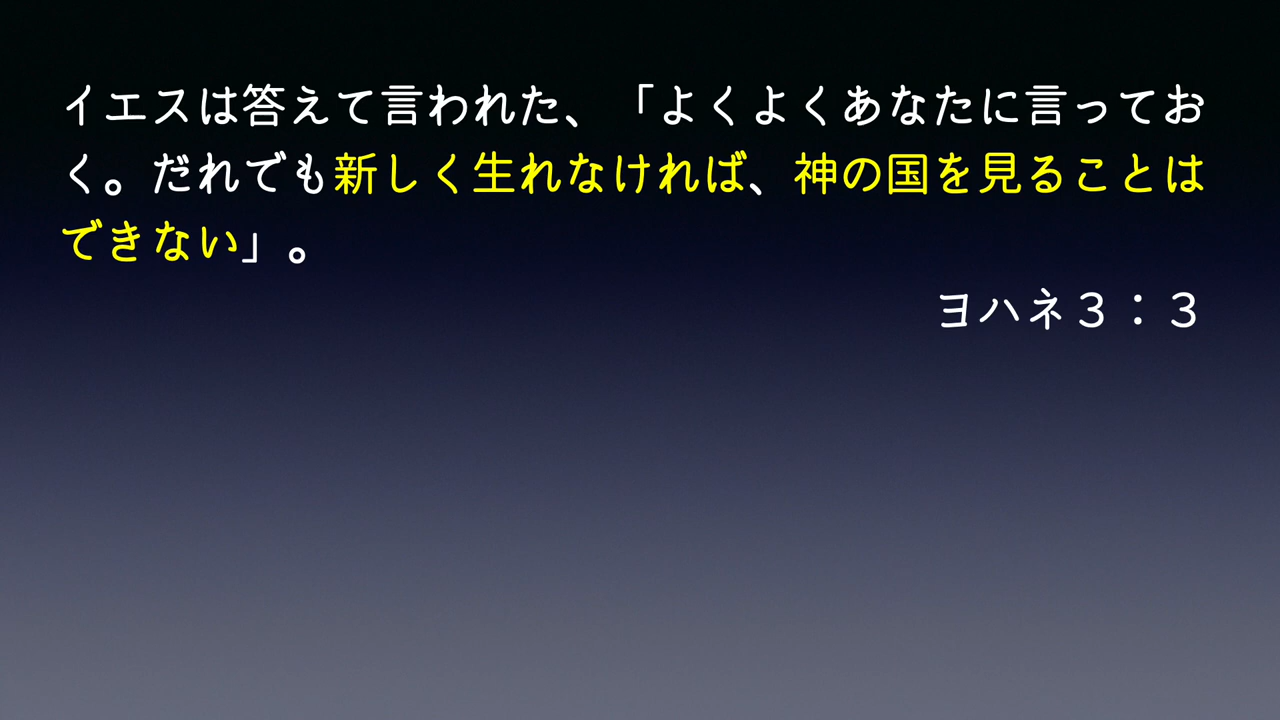 イエスは答えて言われた、「よくよくあなたに言ってお
く。だれでも新しく生れなければ、神の国を見ることは
できない」。
ヨハネ３：３